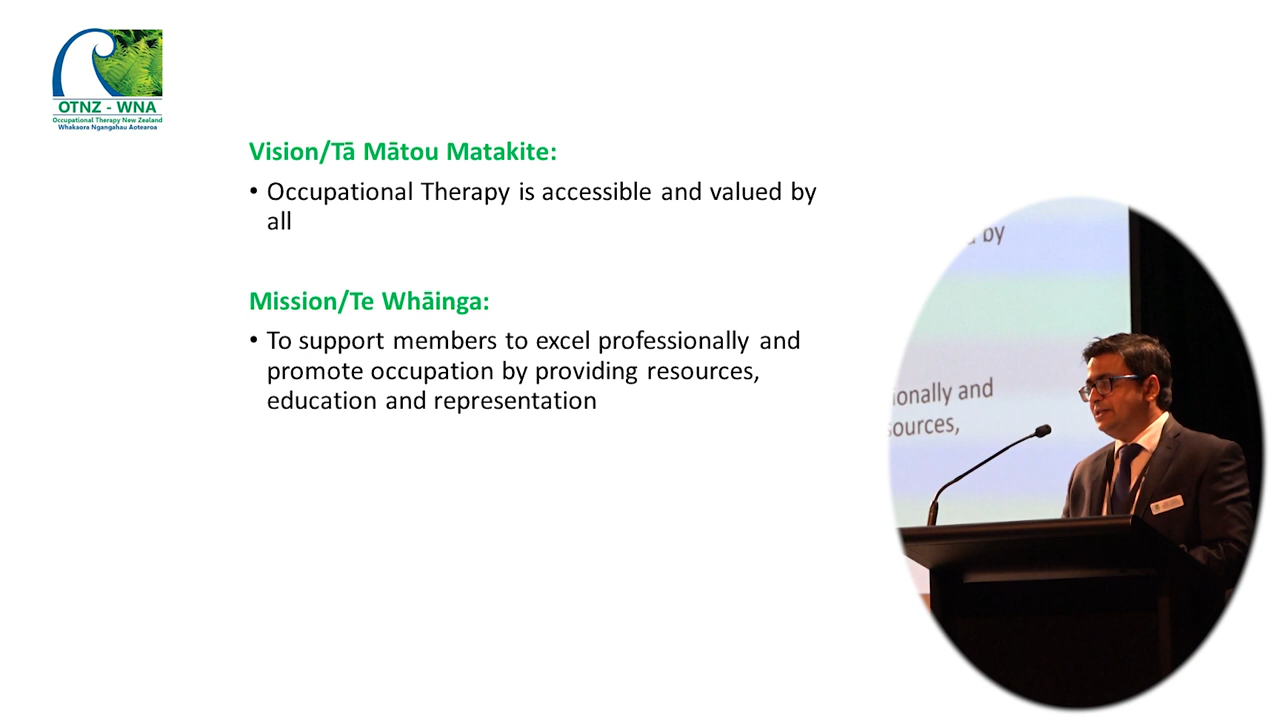 OTNZ - WNA
Occupational Therapy New Zealand
Whakaora Ngangahau Aotearoa
Vision/Tā Mātou Matakite:
• Occupational Therapy is accessible and valued by
all
Mission/Te Whāinga:
• To support members to excel professionally and
promote occupation by providing resources,
education and representation
by
ionally and
sources,